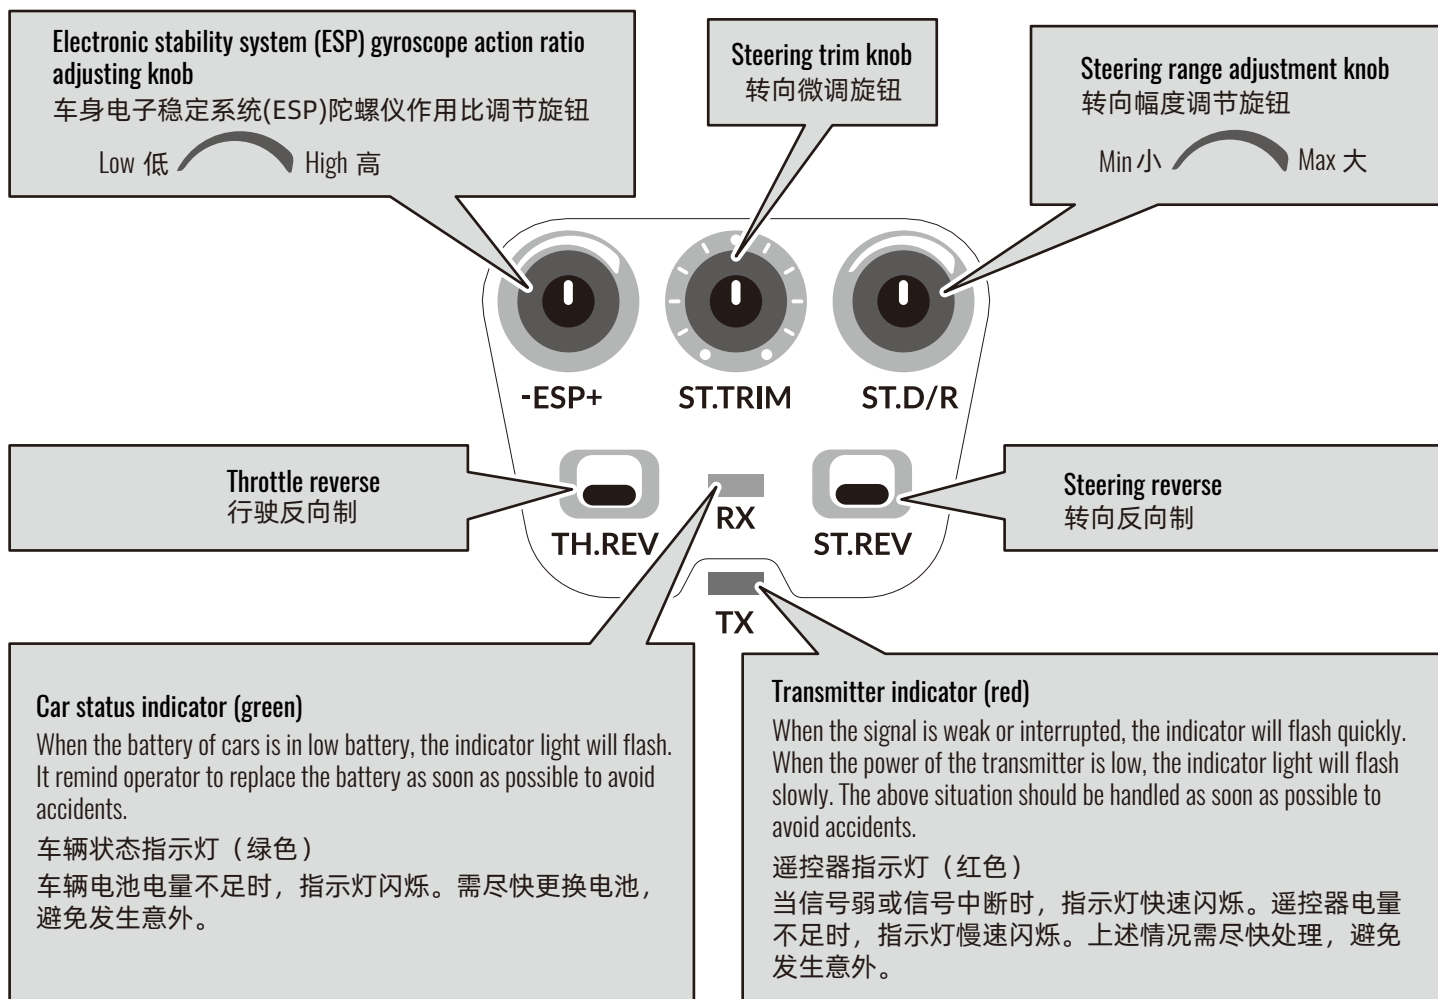 Electronic stability system (ESP) gyroscope action ratio
adjusting knob
车身电子稳定系统(ESP)陀螺仪作用比调节旋钮
Low 低 High 高
Steering trim knob
转向微调旋钮
Steering range adjustment knob
转向幅度调节旋钮
Min 小 Max 大
-ESP+ ST.TRIM ST.D/R
Throttle reverse
行驶反向制
Steering reverse
转向反向制
TH.REV RX ST.REV
TX
Car status indicator (green)
When the battery of cars is in low battery, the indicator light will flash.
It remind operator to replace the battery as soon as possible to avoid
accidents.
车辆状态指示灯（绿色）
车辆电池电量不足时，指示灯闪烁。需尽快更换电池，
避免发生意外。
Transmitter indicator (red)
When the signal is weak or interrupted, the indicator will flash quickly.
When the power of the transmitter is low, the indicator light will flash
slowly. The above situation should be handled as soon as possible to
avoid accidents.
遥控器指示灯（红色）
当信号弱或信号中断时，指示灯快速闪烁。遥控器电量
不足时，指示灯慢速闪烁。上述情况需尽快处理，避免
发生意外。